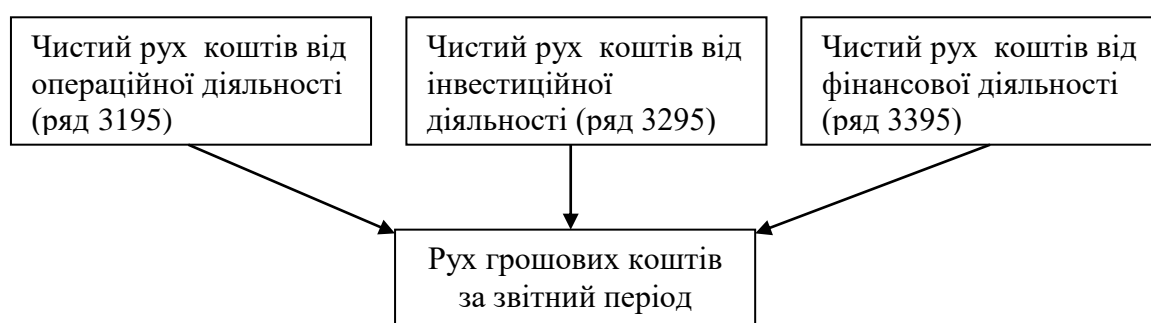 Чистий рух коштів від
операційної діяльності
(ряд 3195)
Чистий рух коштів від
інвестиційної
діяльності (ряд 3295)
Чистий рух коштів від
фінансової діяльності
(ряд 3395)
Рух грошових коштів
за звітний період